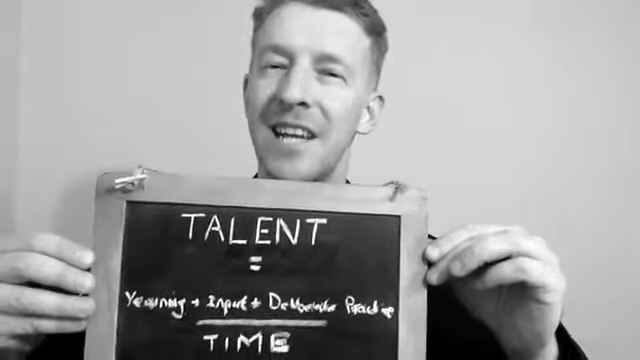 TALENT
=
Yearning + Input + Deliberate Practice
TIME